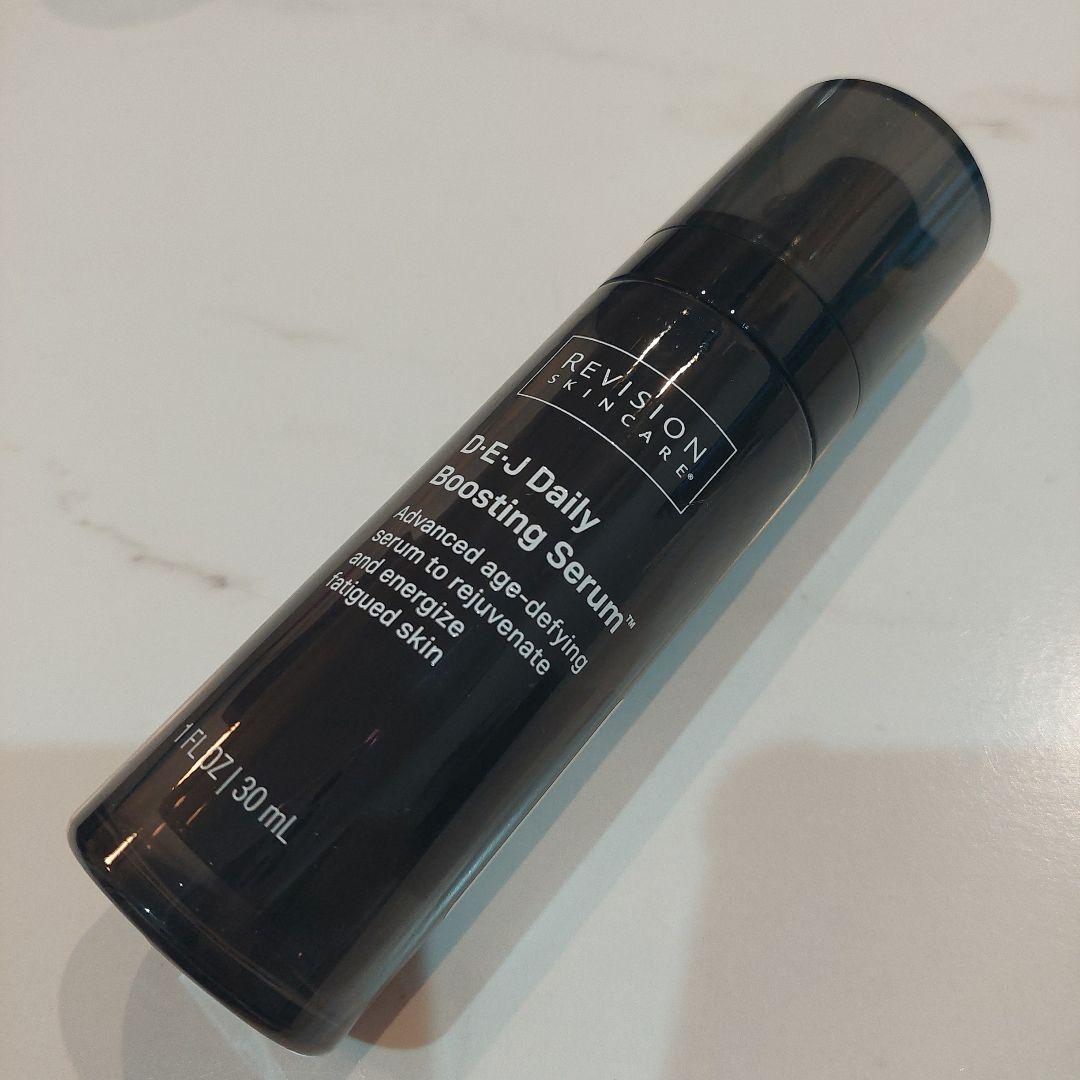 REVISION
SKINCARE®
D·E·J Daily
Boosting Serum™
Advanced age-defying
serum to rejuvenate
and energize
fatigued skin
1 FL OZ | 30 mL